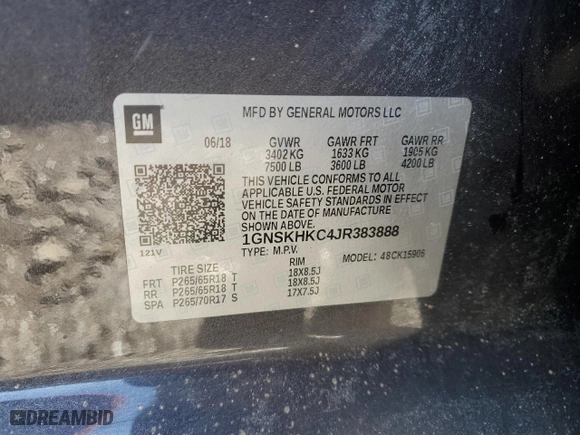 GM
MFD BY GENERAL MOTORS LLC
06/18 GVWR GAWR FRT GAWR RR
3402 KG 1633 KG 1905 KG
7500 LB 3600 LB 4200 LB
THIS VEHICLE CONFORMS TO ALL
APPLICABLE U.S. FEDERAL MOTOR
VEHICLE SAFETY STANDARDS IN EFFECT
ON THE DATE OF MANUFACTURE
SHOWN ABOVE.
1GNSKHKC4JR383888
121V
TYPE: M.P.V. MODEL: 48CK15906
TIRE SIZE RIM
FRT P265/65R18 T 18X8.5J
RR P265/65R18 T 18X8.5J
SPA P265/70R17 S 17X7.5J
DREAMBID